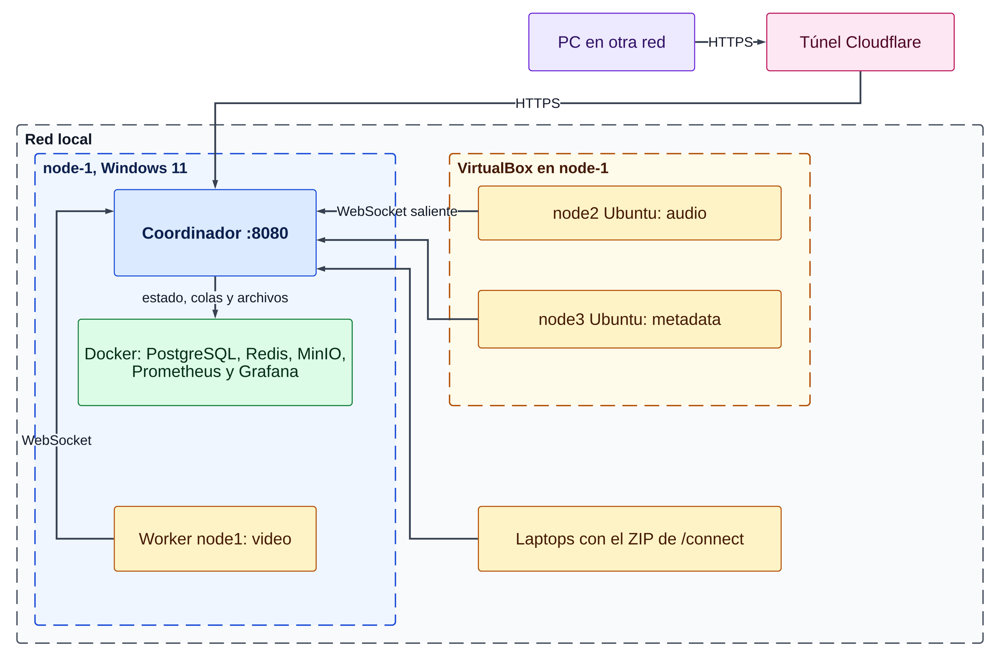 PC en otra red
HTTPS
Túnel Cloudflare
HTTPS
Red local
node-1, Windows 11
VirtualBox en node-1
Coordinador :8080
WebSocket saliente
node2 Ubuntu: audio
estado, colas y archivos
node3 Ubuntu: metadata
Docker: PostgreSQL, Redis, MinIO,
Prometheus y Grafana
WebSocket
Worker node1: video
Laptops con el ZIP de /connect